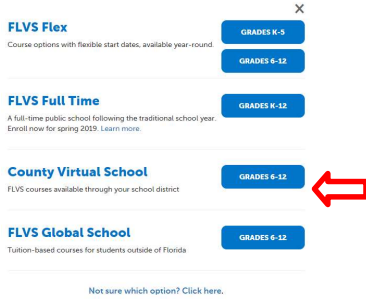 ×
FLVS Flex
GRADES K-5
Course options with flexible start dates, available year-round.
GRADES 6-12
FLVS Full Time
GRADES K-12
A full-time public school following the traditional school year.
Enroll now for spring 2019. Learn more.
County Virtual School
GRADES 6-12
FLVS courses available through your school district
FLVS Global School
GRADES 6-12
Tuition-based courses for students outside of Florida
Not sure which option? Click here.